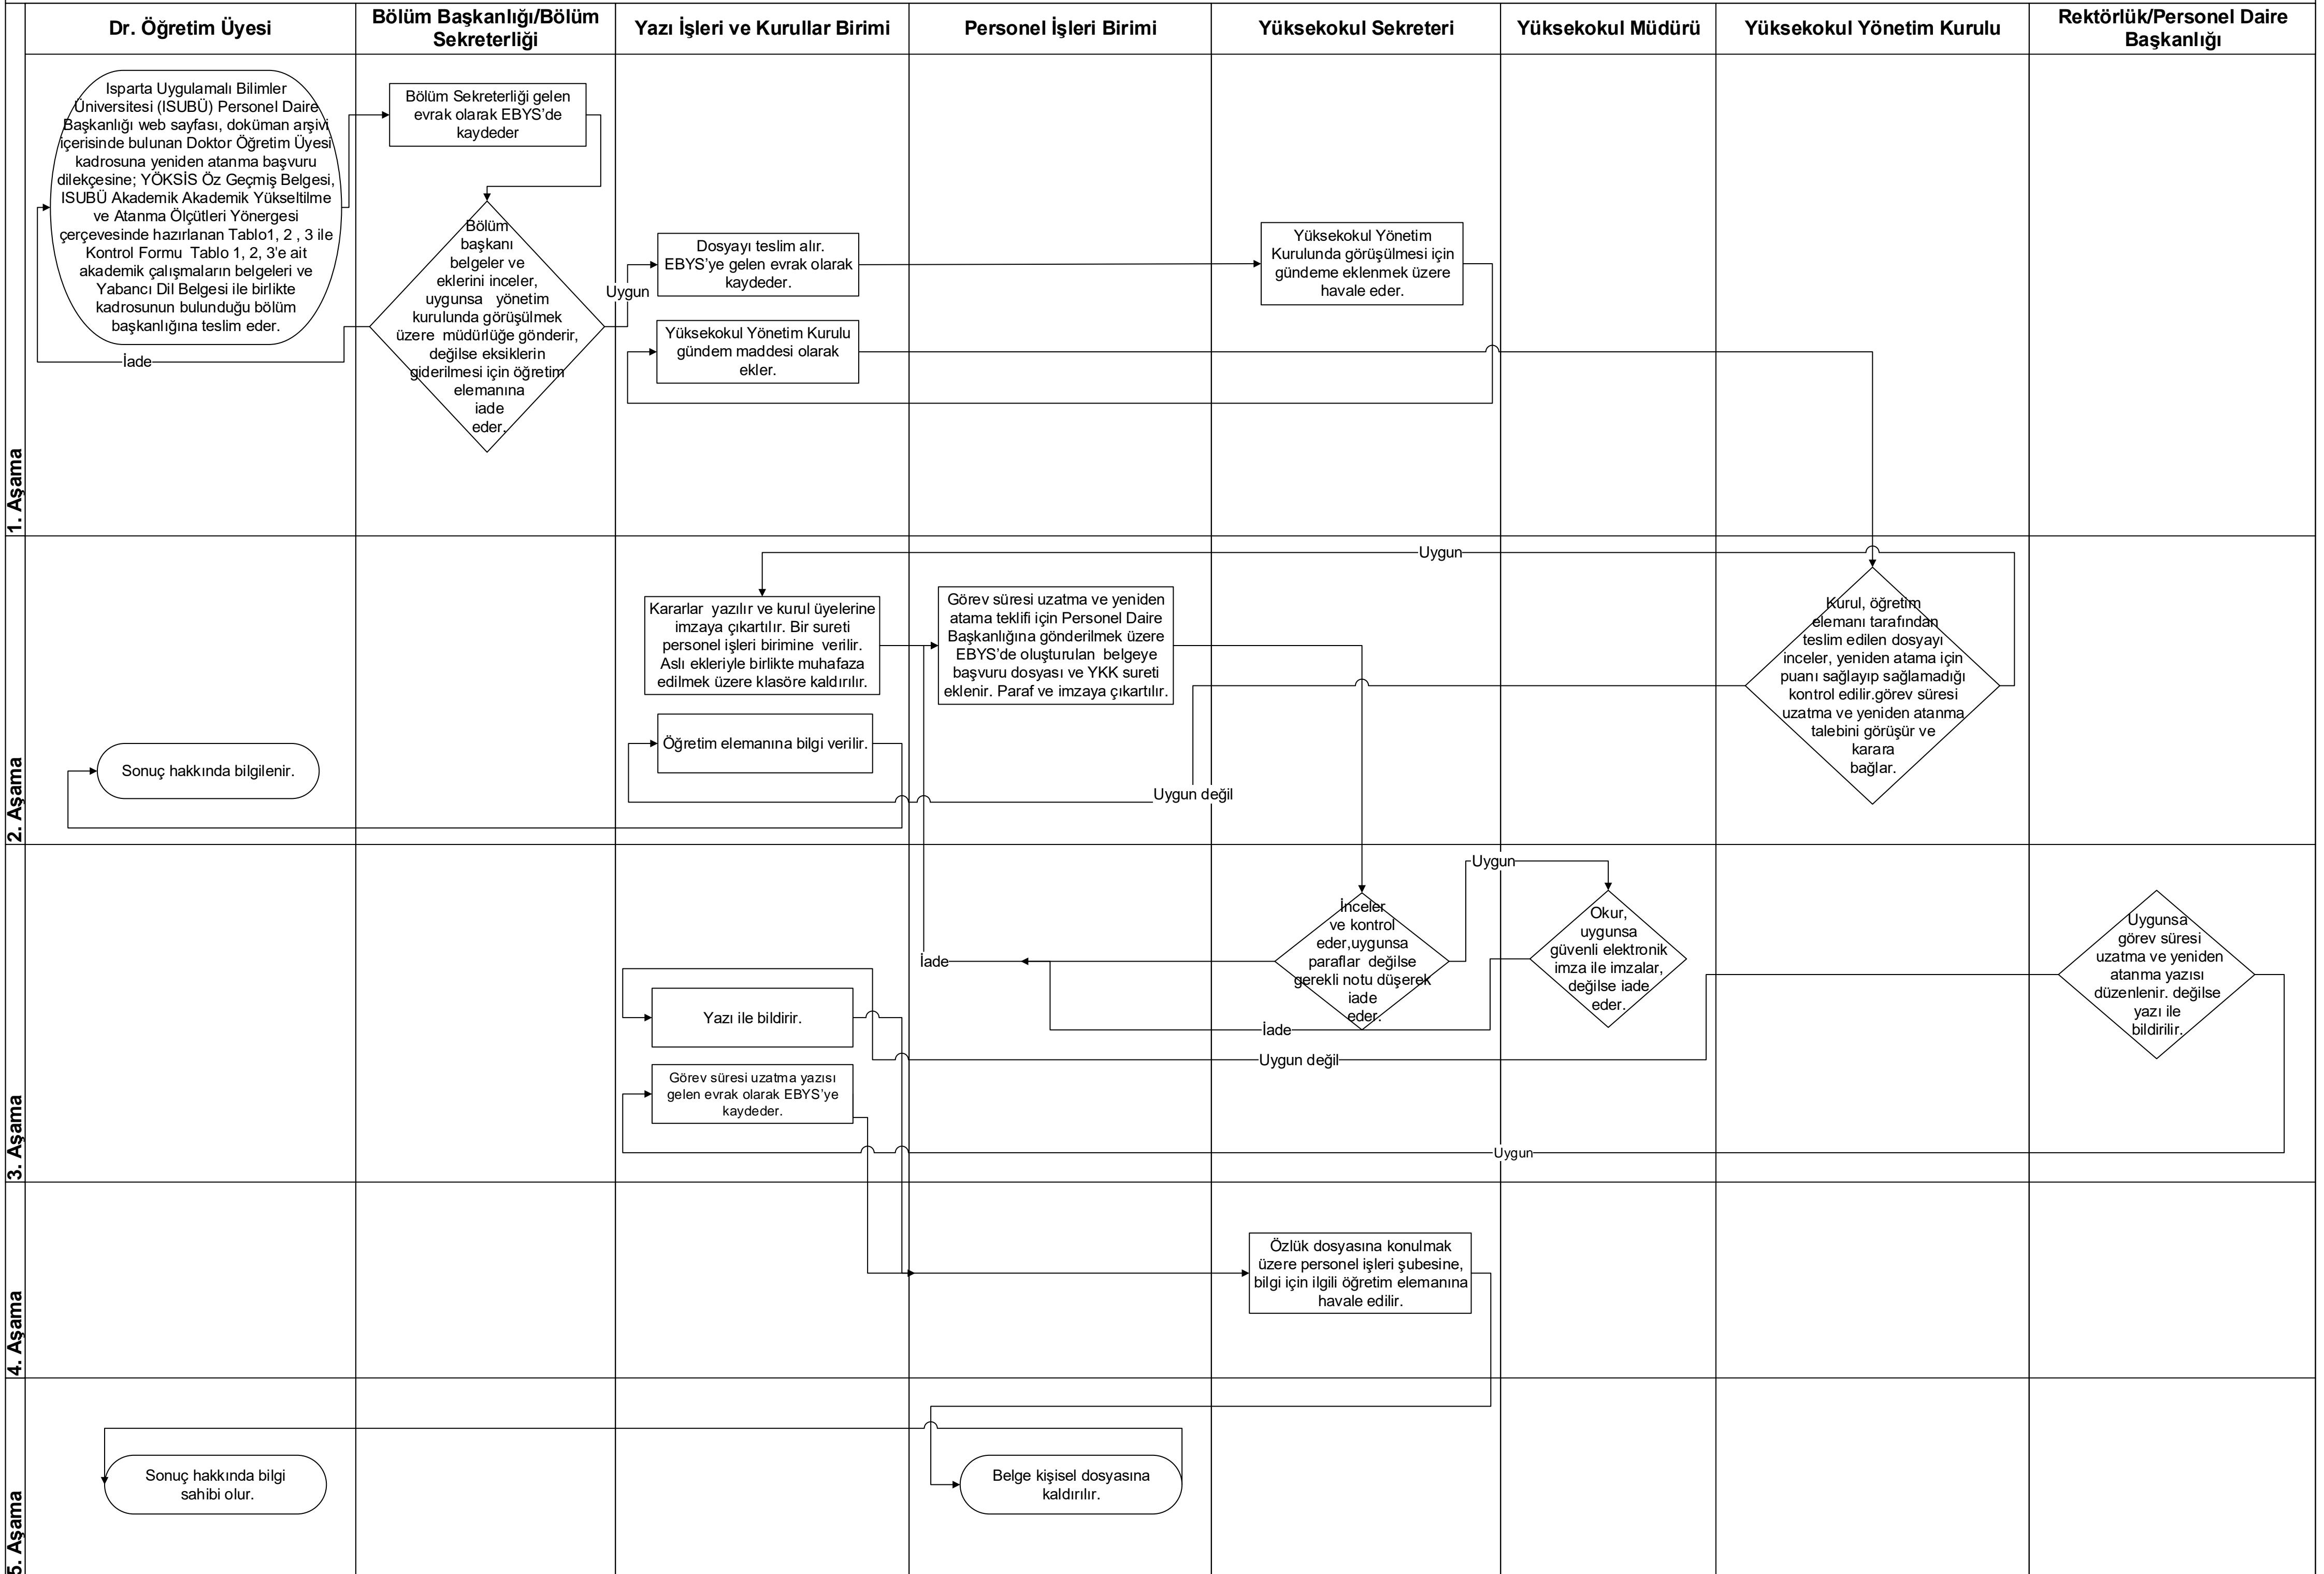 Dr. Öğretim Üyesi
Bölüm Başkanlığı/Bölüm
Sekreterliği
Yazı İşleri ve Kurullar Birimi
Personel İşleri Birimi
Yüksekokul Sekreteri
Yüksekokul Müdürü
Yüksekokul Yönetim Kurulu
Rektörlük/Personel Daire
Başkanlığı
1. Aşama
Isparta Uygulamalı Bilimler
Üniversitesi (ISUBÜ) Personel Daire
Başkanlığı web sayfası, doküman arşivi
içerisinde bulunan Doktor Öğretim Üyesi
kadrosuna yeniden atanma başvuru
dilekçesine; YÖKSİS Öz Geçmiş Belgesi,
ISUBÜ Akademik Akademik Yükseltilme
ve Atanma Ölçütleri Yönergesi
çerçevesinde hazırlanan Tablo1, 2 , 3 ile
Kontrol Formu  Tablo 1, 2, 3'e ait
akademik çalışmaların belgeleri ve
Yabancı Dil Belgesi ile birlikte
kadrosunun bulunduğu bölüm
başkanlığına teslim eder.
İade
Bölüm Sekreterliği gelen
evrak olarak EBYS'de
kaydeder
Bölüm
başkanı
belgeler ve
eklerini inceler,
uygunsa   yönetim
kurulunda görüşülmek
üzere  müdürlüğe gönderir,
değilse eksiklerin
giderilmesi için öğretim
elemanına
iade
eder.
Uygun
Dosyayı teslim alır.
EBYS'ye gelen evrak olarak
kaydeder.
Yüksekokul Yönetim Kurulu
gündem maddesi olarak
ekler.
Yüksekokul Yönetim
Kurulunda görüşülmesi için
gündeme eklenmek üzere
havale eder.
2. Aşama
Uygun
Kararlar  yazılır ve kurul üyelerine
imzaya çıkartılır. Bir sureti
personel işleri birimine  verilir.
Aslı ekleriyle birlikte muhafaza
edilmek üzere klasöre kaldırılır.
Görev süresi uzatma ve yeniden
atama teklifi için Personel Daire
Başkanlığına gönderilmek üzere
EBYS'de oluşturulan  belgeye
başvuru dosyası ve YKK sureti
eklenir. Paraf ve imzaya çıkartılır.
Kurul, öğretim
elemanı tarafından
teslim edilen dosyayı
inceler, yeniden atama için
puanı sağlayıp sağlamadığı
kontrol edilir.görev süresi
uzatma ve yeniden atanma
talebini görüşür ve
karara
bağlar.
Öğretim elemanına bilgi verilir.
Sonuç hakkında bilgilenir.
Uygun değil
3. Aşama
Uygun
İnceler
ve kontrol
eder,uygunsa
paraflar  değilse
gerekli notu düşerek
iade
eder.
Okur,
uygunsa
güvenli elektronik
imza ile imzalar,
değilse iade
eder.
Uygunsa
görev süresi
uzatma ve yeniden
atanma yazısı
düzenlenir. değilse
yazı ile
bildirilir.
İade
İade
Yazı ile bildirir.
Uygun değil
Görev süresi uzatma yazısı
gelen evrak olarak EBYS'ye
kaydeder.
Uygun
4. Aşama
Özlük dosyasına konulmak
üzere personel işleri şubesine,
bilgi için ilgili öğretim elemanına
havale edilir.
5. Aşama
Sonuç hakkında bilgi
sahibi olur.
Belge kişisel dosyasına
kaldırılır.